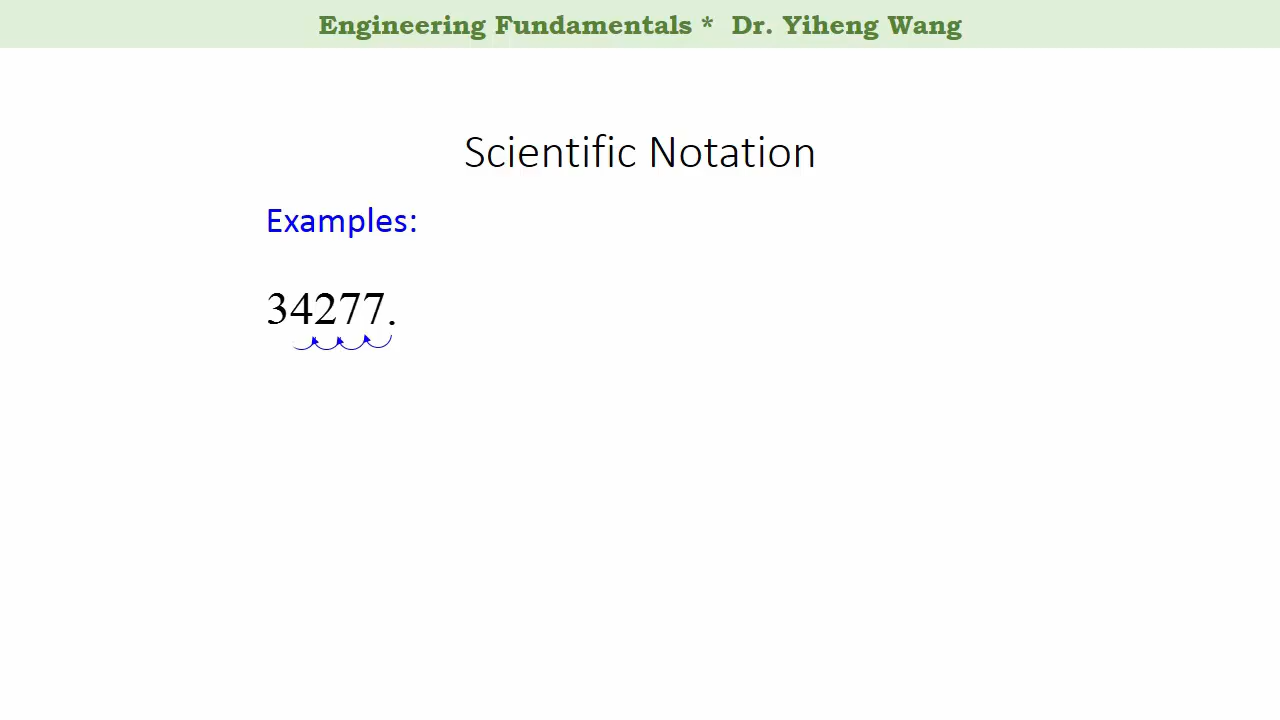 Engineering Fundamentals * Dr. Yiheng Wang
Scientific Notation
Examples:
34277.